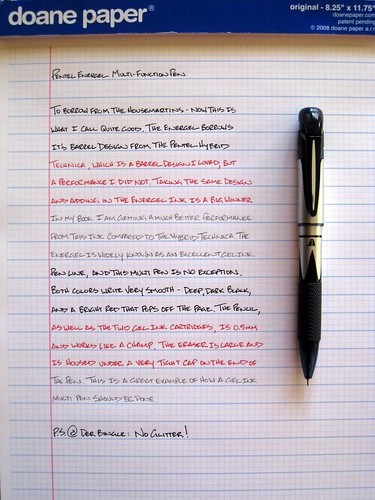 doane paper®
original - 8.25" x 11.75"
doanepaper.com
patent pending
© 2008 doane paper a.r.r
PENTEL ENERGEL MULTI-FUNCTION PEN
TO BORROW FROM THE HOUSEMARTINS - NOW THIS IS
WHAT I CALL QUITE GOOD. THE ENERGEL BORROWS
ITS BARREL DESIGN FROM THE PENTEL HYBRID
TECHNICA, WHICH IS A BARREL DESIGN I LOVED, BUT
A PERFORMANCE I DID NOT. TAKING THE SAME DESIGN
AND ADDING IN THE ENERGEL INK IS A BIG WINNER
IN MY BOOK. I AM GETTING A MUCH BETTER PERFORMANCE
FROM THIS INK COMPARED TO THE HYBRID TECHNICA. THE
ENERGEL IS WIDELY KNOWN AS AN EXCELLENT GEL INK
PEN LINE, AND THIS MULTI PEN IS NO EXCEPTION.
BOTH COLORS WRITE VERY SMOOTH - DEEP, DARK BLACK,
AND A BRIGHT RED THAT POPS OFF THE PAGE. THE PENCIL,
AS WELL AS THE TWO GEL INK CARTRIDGES, IS 0.5MM
AND WORKS LIKE A CHAMP. THE ERASER IS LARGE AND
IS HOUSED UNDER A VERY TIGHT CAP ON THE END OF
THE PEN. THIS IS A GREAT EXAMPLE OF HOW A GEL INK
MULTI PEN SHOULD BE DONE
P.S. @ DER BINGLE: NO GLITTER!